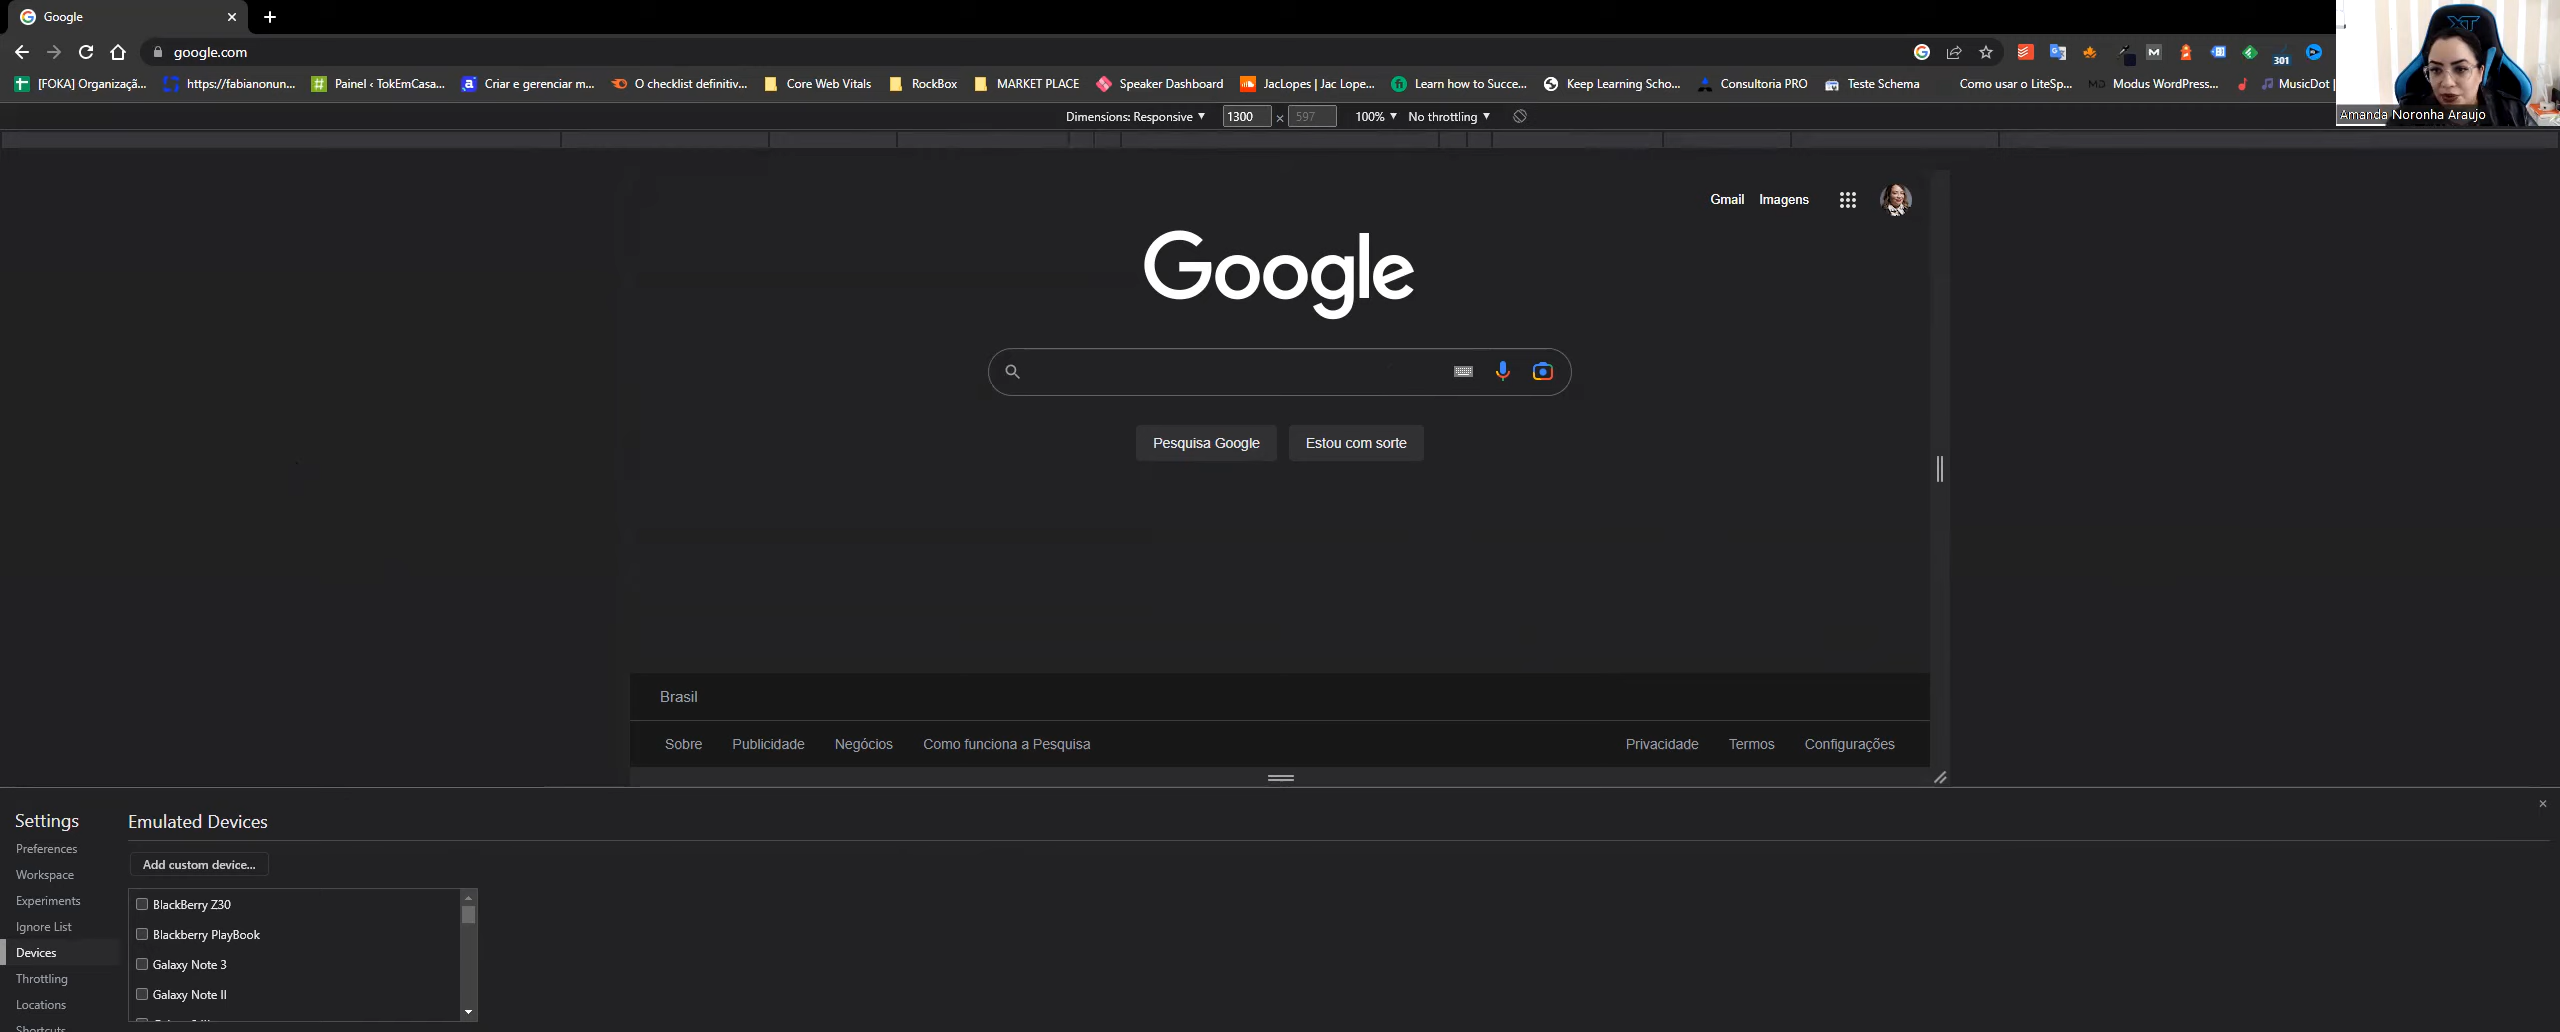 Google
google.com
301
[FOKA] Organizaçã... https://fabianonun... Painel ‹ TokEmCasa... Criar e gerenciar m... O checklist definitiv... Core Web Vitals RockBox MARKET PLACE Speaker Dashboard JacLopes | Jac Lope... Learn how to Succe... Keep Learning Scho... Consultoria PRO Teste Schema Como usar o LiteSp... Modus WordPress... MusicDot |
Amanda Noronha Araujo
Dimensions: Responsive 1300 × 597 100% No throttling
Gmail Imagens
Google
Pesquisa Google Estou com sorte
Brasil
Sobre Publicidade Negócios Como funciona a Pesquisa Privacidade Termos Configurações
Settings
Preferences
Workspace
Experiments
Ignore List
Devices
Throttling
Locations
Shortcuts
Emulated Devices
Add custom device...
BlackBerry Z30
Blackberry PlayBook
Galaxy Note 3
Galaxy Note II